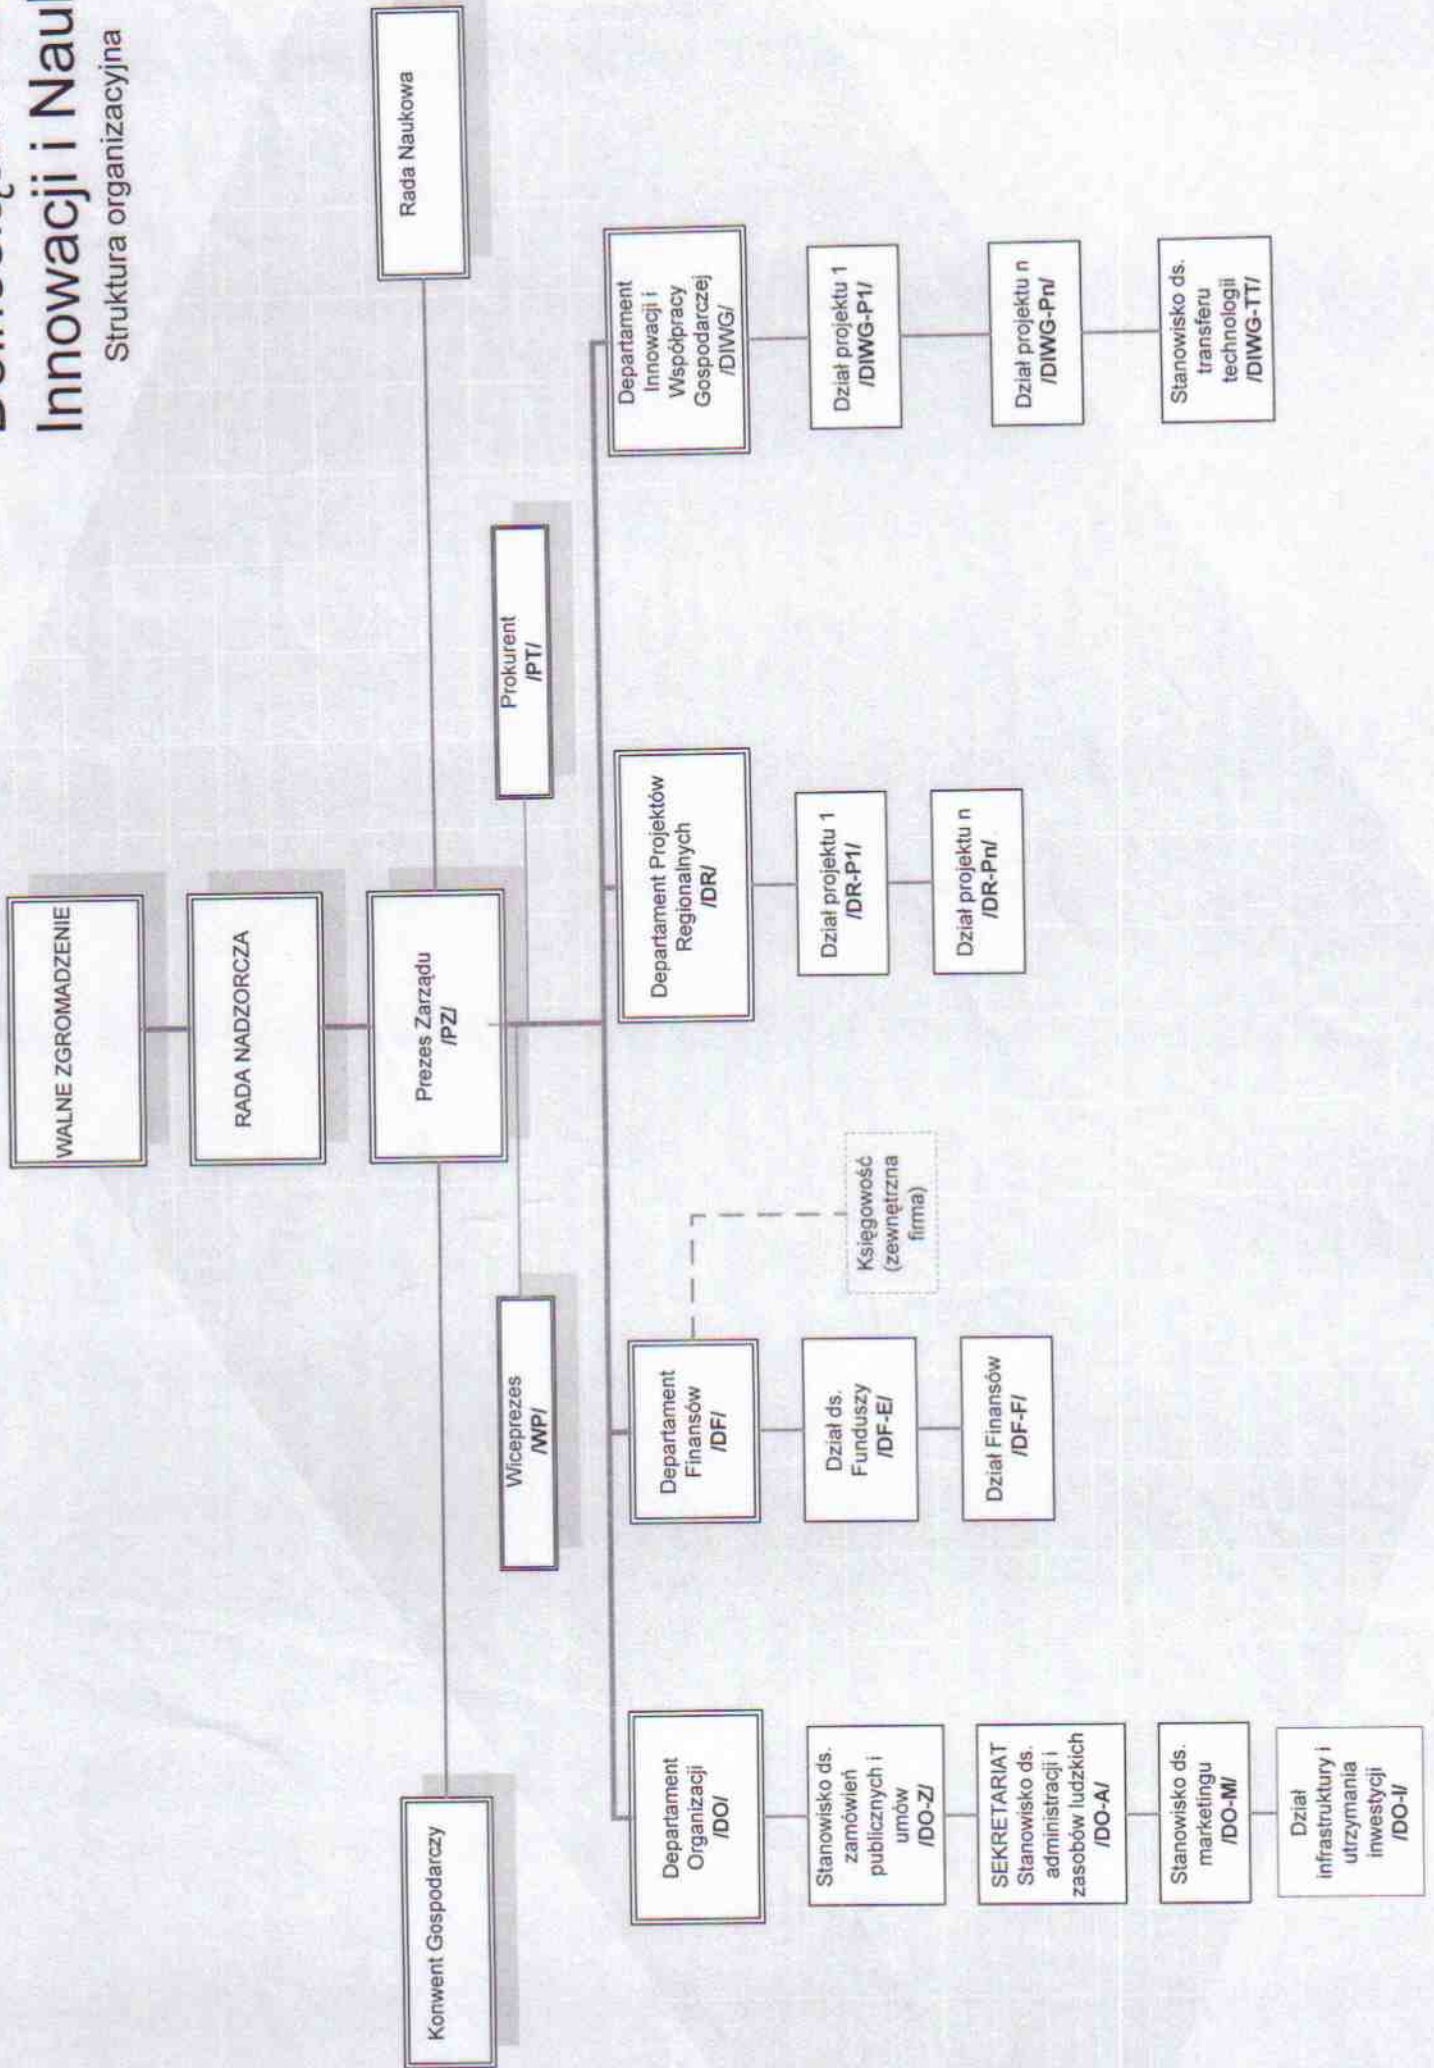 Innowacji i
Struktura organizacyjna
WALNE ZGROMADZENIE
RADA NADZORCZA
Konwent Gospodarczy
Prezes Zarządu
/PZ/
Rada Naukowa
Wiceprezes
/WP/
Prokurent
/PT/
Departament
Organizacji
/DO/
Stanowisko ds.
zamówień
publicznych i
umów
/DO-Z/
SEKRETARIAT
Stanowisko ds.
administracji i
zasobów ludzkich
/DO-A/
Stanowisko ds.
marketingu
/DO-M/
Dział
infrastruktury i
utrzymania
inwestycji
/DO-I/
Departament
Finansów
/DF/
Dział ds.
Funduszy
/DF-E/
Dział Finansów
/DF-F/
Księgowość
(zewnętrzna
firma)
Departament Projektów
Regionalnych
/DR/
Dział projektu 1
/DR-P1/
Dział projektu n
/DR-Pn/
Departament
Innowacji i
Współpracy
Gospodarczej
/DIWG/
Dział projektu 1
/DIWG-P1/
Dział projektu n
/DIWG-Pn/
Stanowisko ds.
transferu
technologii
/DIWG-TT/